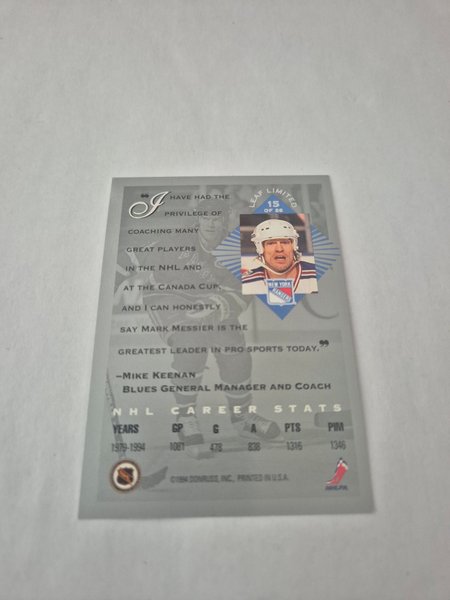 LEAF LIMITED
15
OF 28
"I HAVE HAD THE
PRIVILEGE OF
COACHING MANY
GREAT PLAYERS
IN THE NHL AND
AT THE CANADA CUP,
AND I CAN HONESTLY
SAY MARK MESSIER IS THE
GREATEST LEADER IN PRO SPORTS TODAY."
–MIKE KEENAN
BLUES GENERAL MANAGER AND COACH
NEW YORK
RANGERS
NHL CAREER STATS
YEARS GP G A PTS PIM
1979-1994 1081 478 838 1316 1346
©1994 DONRUSS, INC., PRINTED IN U.S.A.
NHLPA